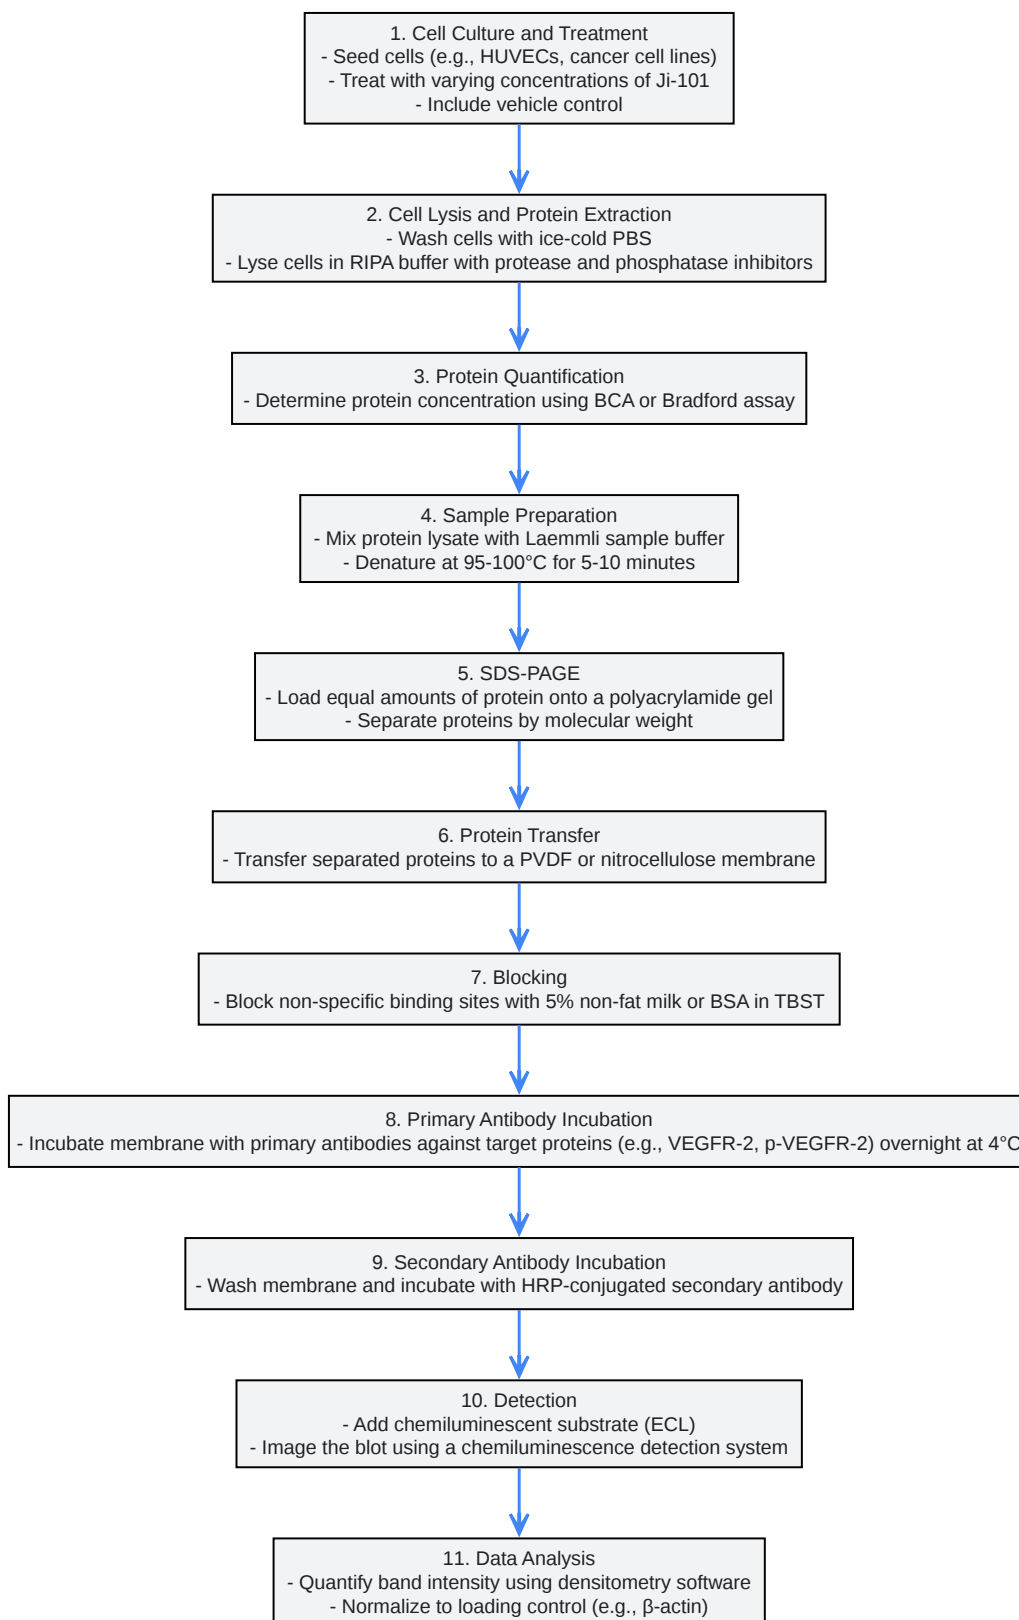 1. Cell Culture and Treatment
- Seed cells (e.g., HUVECs, cancer cell lines)
- Treat with varying concentrations of Ji-101
- Include vehicle control
2. Cell Lysis and Protein Extraction
- Wash cells with ice-cold PBS
- Lyse cells in RIPA buffer with protease and phosphatase inhibitors
3. Protein Quantification
- Determine protein concentration using BCA or Bradford assay
4. Sample Preparation
- Mix protein lysate with Laemmli sample buffer
- Denature at 95-100°C for 5-10 minutes
5. SDS-PAGE
- Load equal amounts of protein onto a polyacrylamide gel
- Separate proteins by molecular weight
6. Protein Transfer
- Transfer separated proteins to a PVDF or nitrocellulose membrane
7. Blocking
- Block non-specific binding sites with 5% non-fat milk or BSA in TBST
8. Primary Antibody Incubation
- Incubate membrane with primary antibodies against target proteins (e.g., VEGFR-2, p-VEGFR-2) overnight at 4°C
9. Secondary Antibody Incubation
- Wash membrane and incubate with HRP-conjugated secondary antibody
10. Detection
- Add chemiluminescent substrate (ECL)
- Image the blot using a chemiluminescence detection system
11. Data Analysis
- Quantify band intensity using densitometry software
- Normalize to loading control (e.g., β-actin)